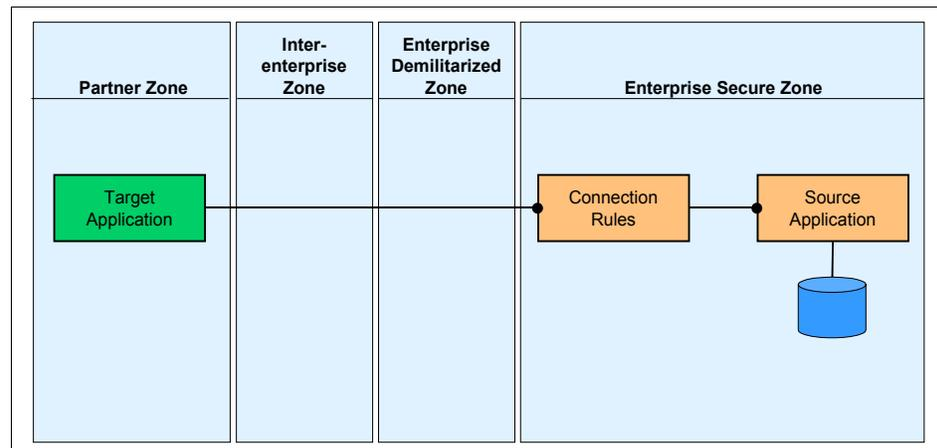 Partner Zone
Inter-
enterprise
Zone
Enterprise
Demilitarized
Zone
Enterprise Secure Zone
Target
Application
Connection
Rules
Source
Application